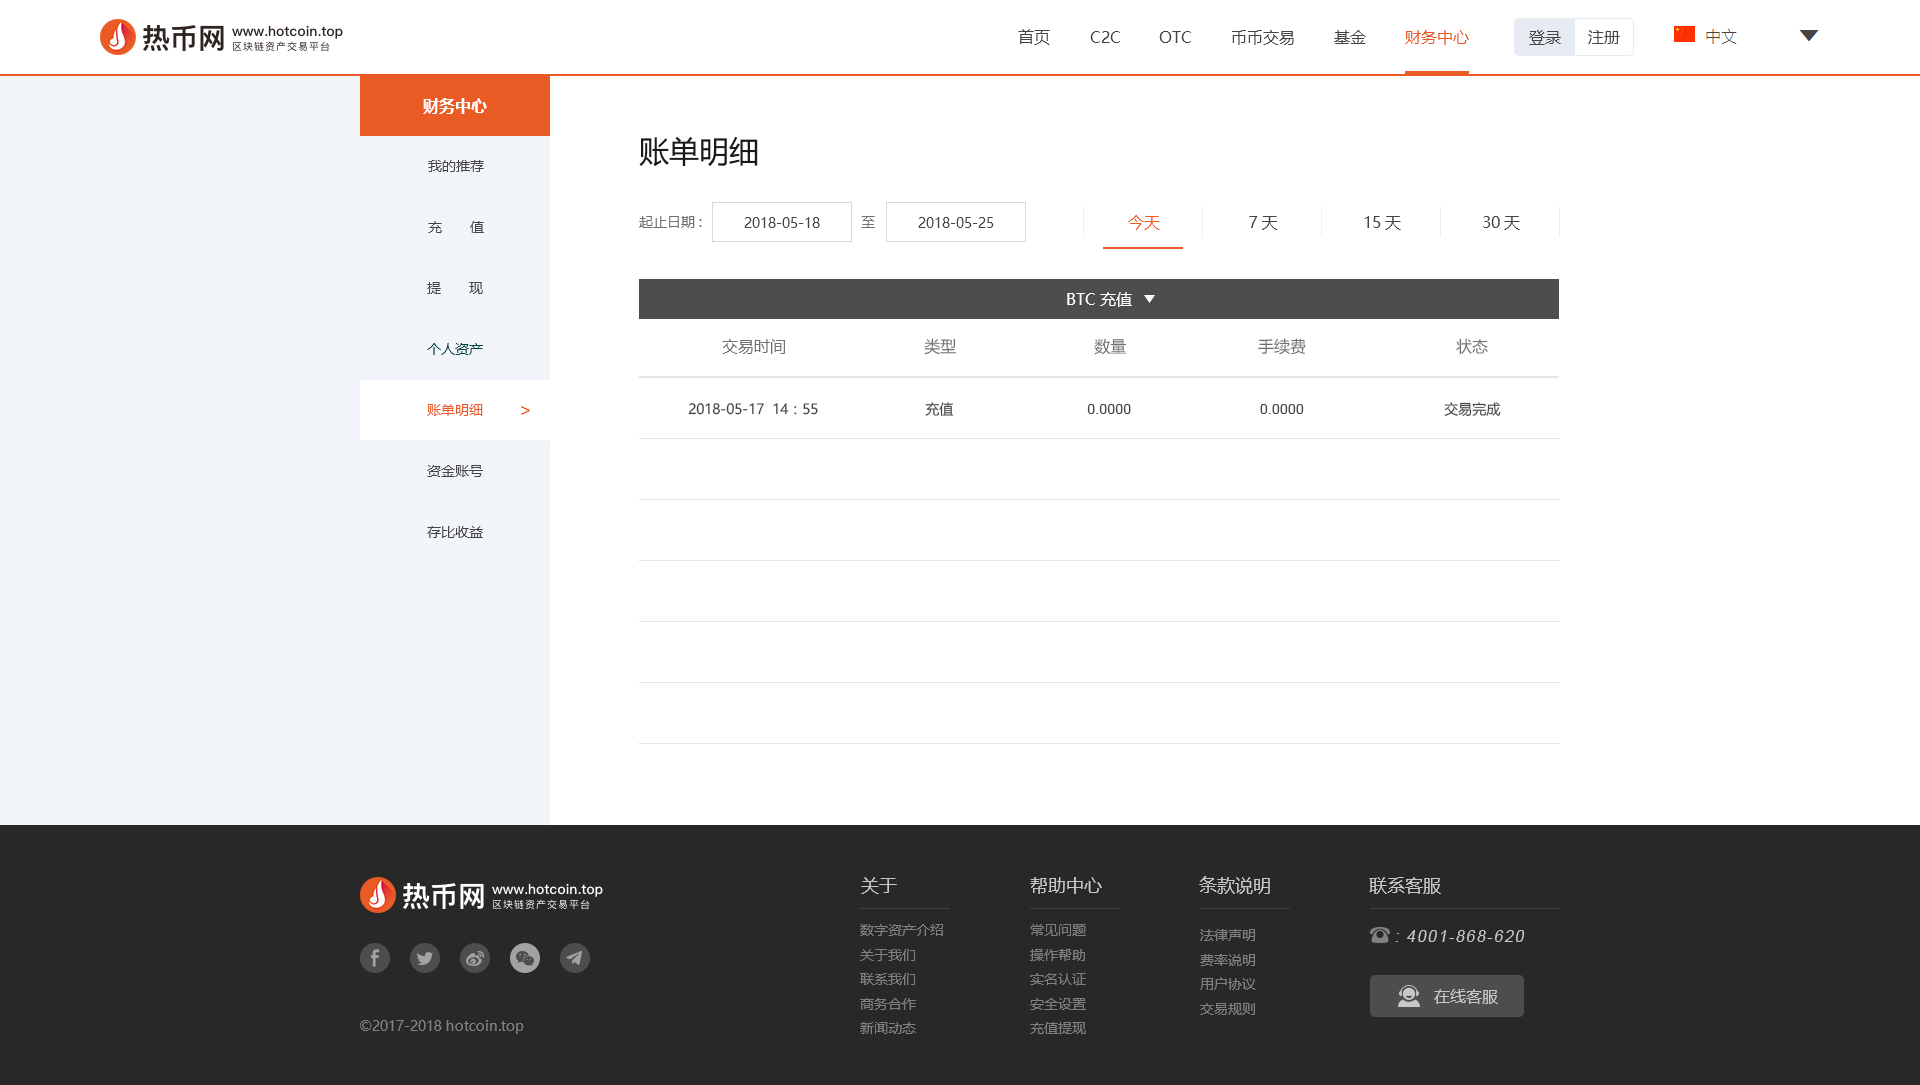 热币网 www.hotcoin.top
区块链资产交易平台
首页 C2C OTC 币币交易 基金 财务中心 登录 注册 中文
财务中心
我的推荐
充 值
提 现
个人资产
账单明细 >
资金账号
存比收益
账单明细
起止日期 : 2018-05-18 至 2018-05-25 今天 7 天 15 天 30 天
BTC 充值
交易时间 类型 数量 手续费 状态
2018-05-17 14 : 55 充值 0.0000 0.0000 交易完成
热币网 www.hotcoin.top
区块链资产交易平台
©2017-2018 hotcoin.top
关于
数字资产介绍
关于我们
联系我们
商务合作
新闻动态
帮助中心
常见问题
操作帮助
实名认证
安全设置
充值提现
条款说明
法律声明
费率说明
用户协议
交易规则
联系客服
: 4001-868-620
在线客服